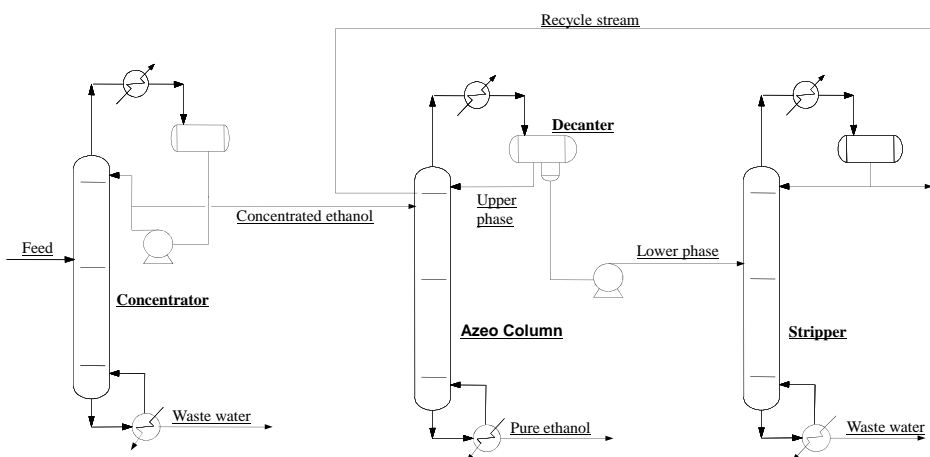 Recycle stream
Decanter
Upper
phase
Concentrated ethanol
Feed
Lower phase
Concentrator
Azeo Column
Stripper
Waste water
Pure ethanol
Waste water